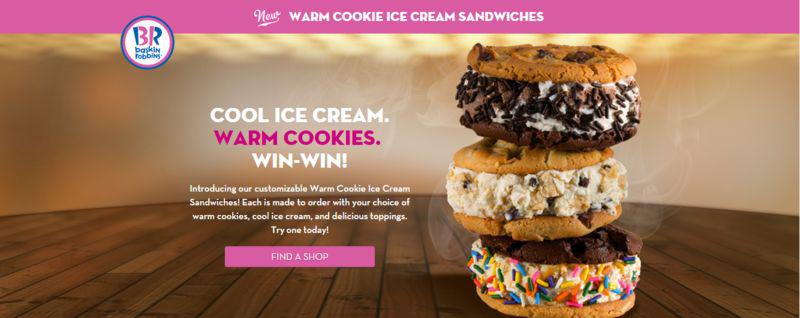 New WARM COOKIE ICE CREAM SANDWICHES
BR
baskin
robbins
COOL ICE CREAM.
WARM COOKIES.
WIN-WIN!
Introducing our customizable Warm Cookie Ice Cream
Sandwiches! Each is made to order with your choice of
warm cookies, cool ice cream, and delicious toppings.
Try one today!
FIND A SHOP